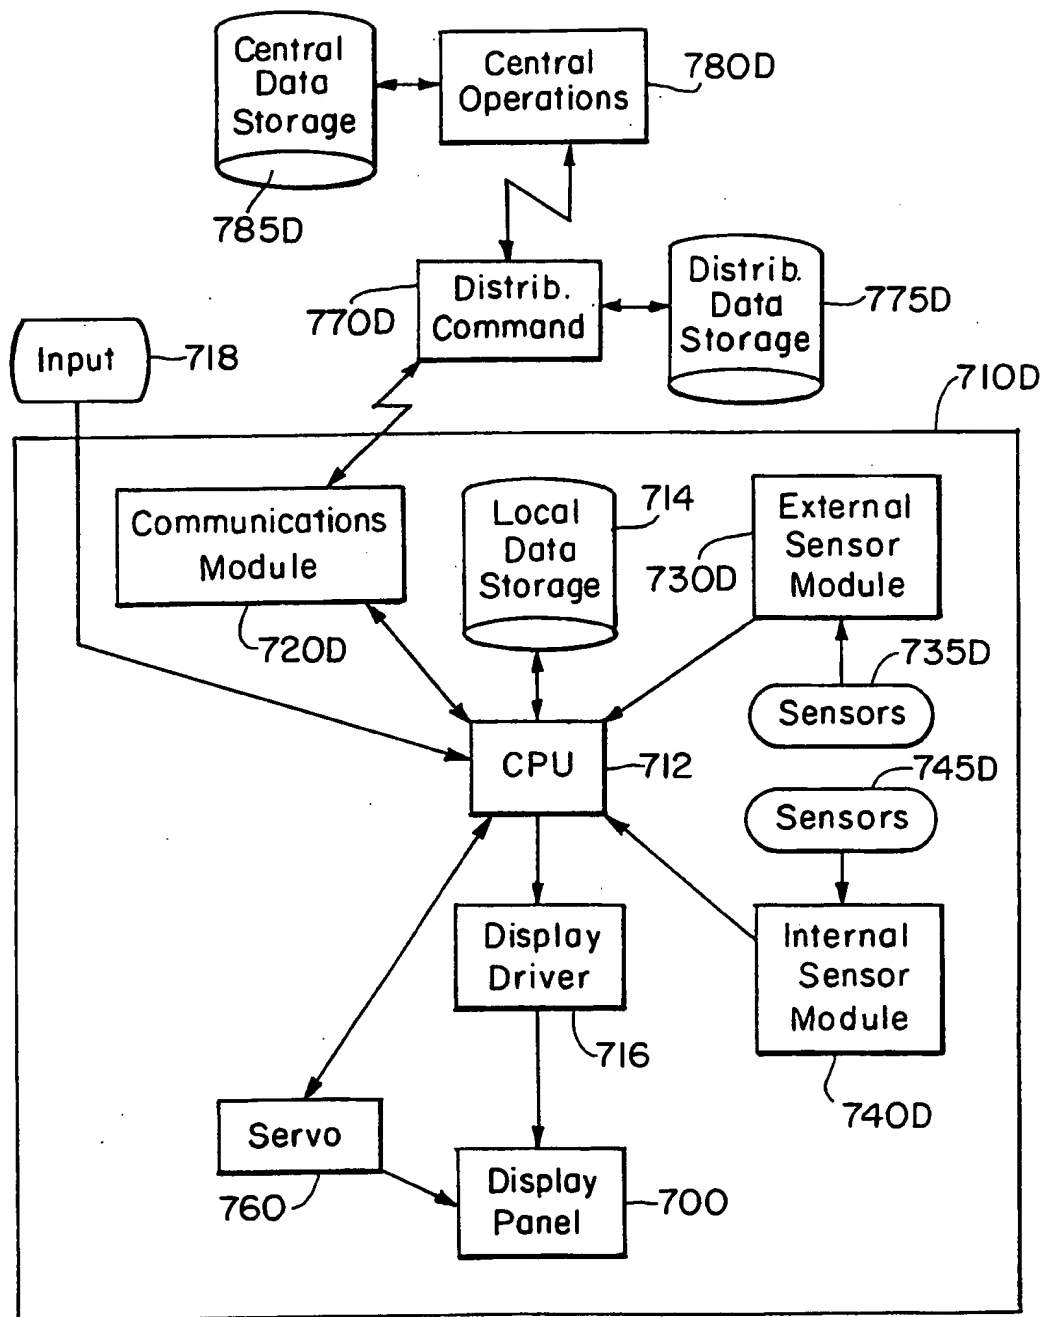 Central
Data
Storage
785D
Central
Operations
780D
770D
Distrib.
Command
Distrib.
Data
Storage
775D
Input
718
710D
Communications
Module
720D
Local
Data
Storage
714
730D
External
Sensor
Module
735D
Sensors
CPU
712
745D
Sensors
Display
Driver
716
Internal
Sensor
Module
740D
Servo
760
Display
Panel
700